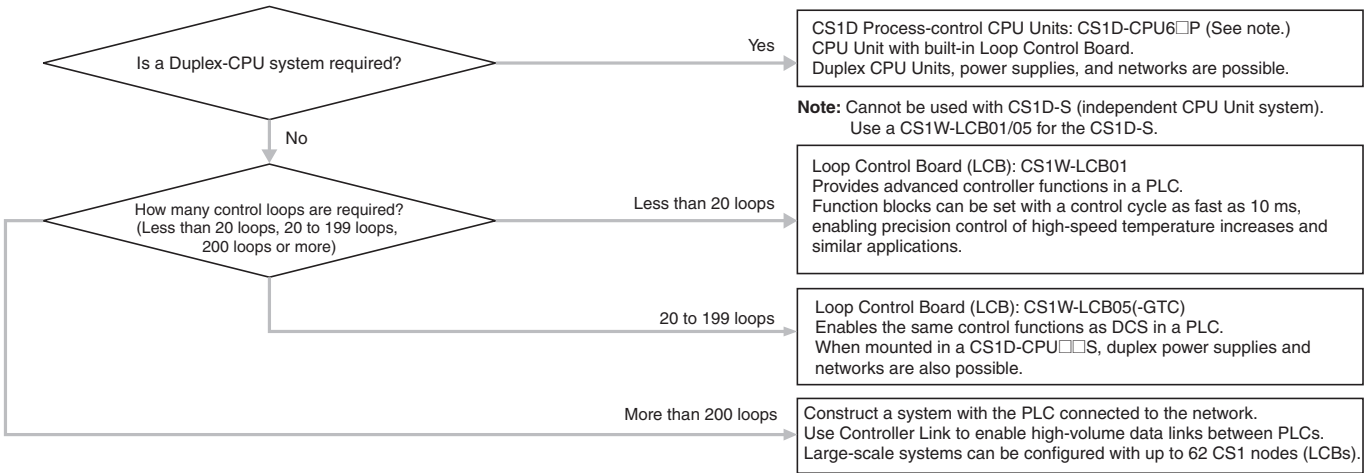 Is a Duplex-CPU system required?
Yes
CS1D Process-control CPU Units: CS1D-CPU6□P (See note.)
CPU Unit with built-in Loop Control Board.
Duplex CPU Units, power supplies, and networks are possible.
Note: Cannot be used with CS1D-S (independent CPU Unit system).
Use a CS1W-LCB01/05 for the CS1D-S.
No
How many control loops are required?
(Less than 20 loops, 20 to 199 loops,
200 loops or more)
Less than 20 loops
Loop Control Board (LCB): CS1W-LCB01
Provides advanced controller functions in a PLC.
Function blocks can be set with a control cycle as fast as 10 ms,
enabling precision control of high-speed temperature increases and
similar applications.
20 to 199 loops
Loop Control Board (LCB): CS1W-LCB05(-GTC)
Enables the same control functions as DCS in a PLC.
When mounted in a CS1D-CPU□□S, duplex power supplies and
networks are also possible.
More than 200 loops
Construct a system with the PLC connected to the network.
Use Controller Link to enable high-volume data links between PLCs.
Large-scale systems can be configured with up to 62 CS1 nodes (LCBs).